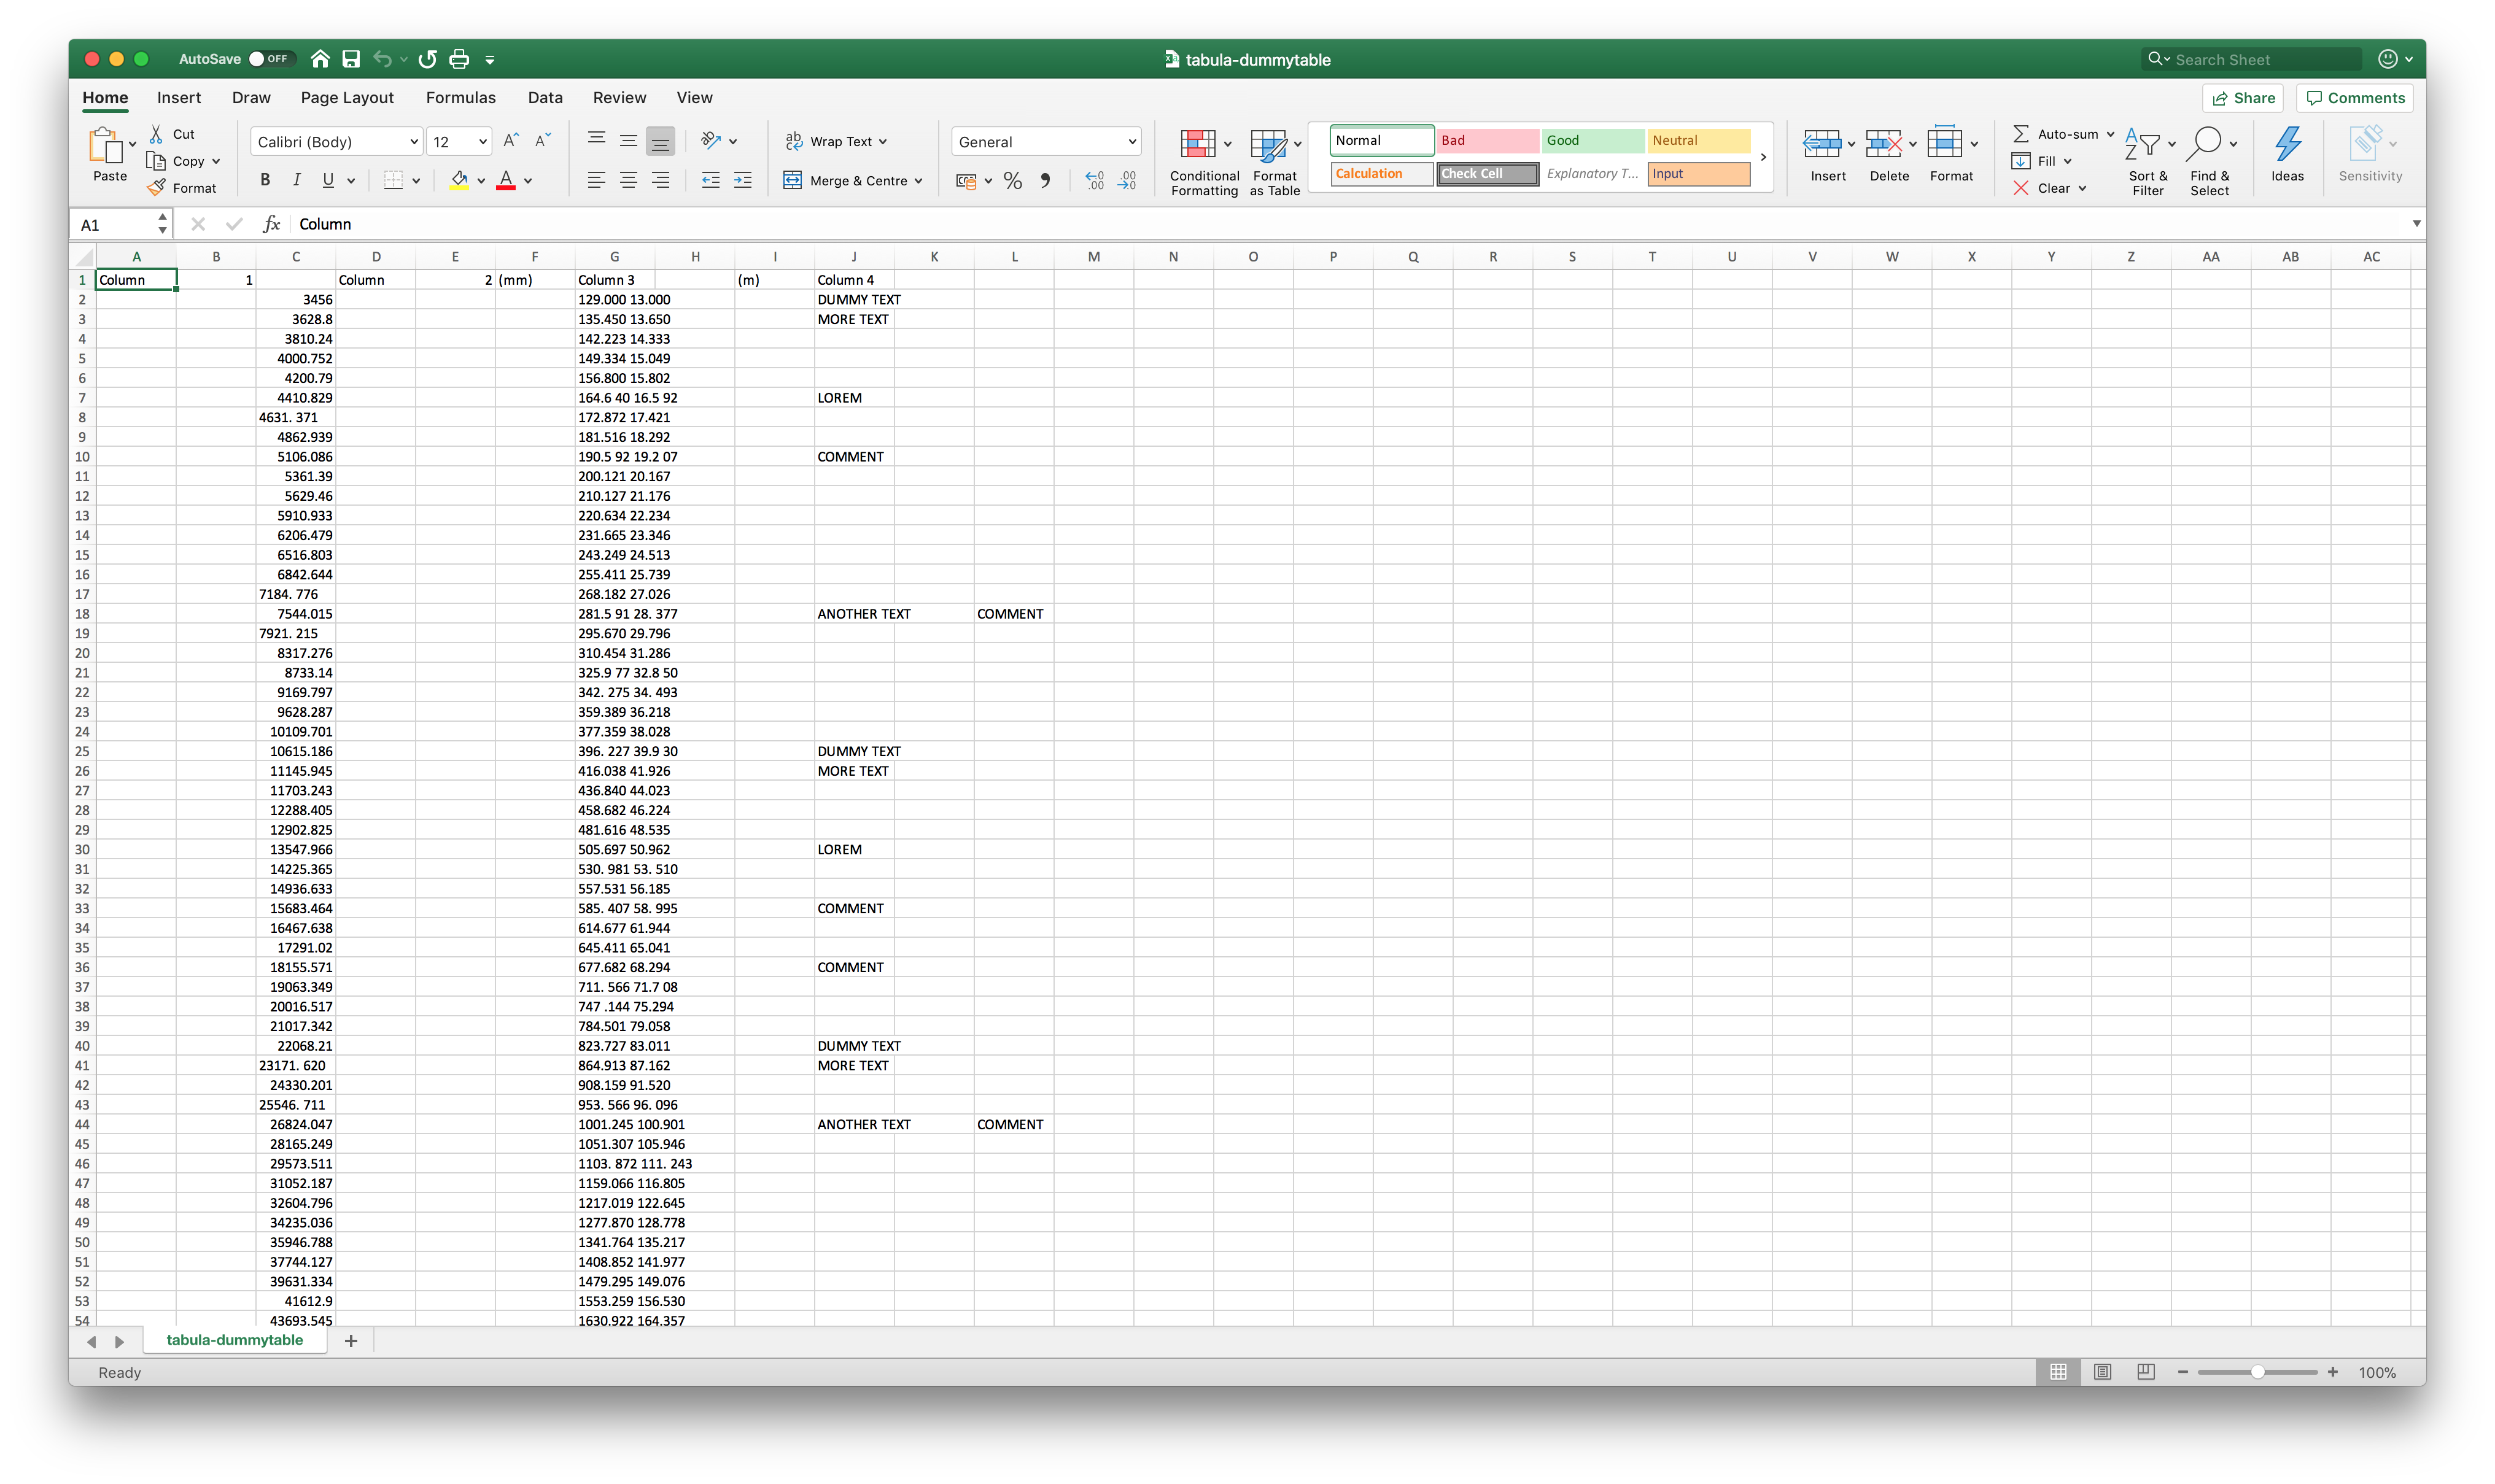 AutoSave OFF tabula-dummytable Search Sheet
Home Insert Draw Page Layout Formulas Data Review View Share Comments
Paste Cut Copy Format
Calibri (Body) 12 Wrap Text General
B I U A Merge & Centre % .00 .00
Conditional Formatting Format as Table
Normal Bad Good Neutral
Calculation Check Cell Explanatory T... Input
Insert Delete Format
Auto-sum Fill Clear
Sort & Filter Find & Select Ideas Sensitivity
A1 fx Column
A B C D E F G H I J K L M N O P Q R S T U V W X Y Z AA AB AC
1 Column 1 Column 2 (mm) Column 3 (m) Column 4
2 3456 129.000 13.000 DUMMY TEXT
3 3628.8 135.450 13.650 MORE TEXT
4 3810.24 142.223 14.333
5 4000.752 149.334 15.049
6 4200.79 156.800 15.802
7 4410.829 164.6 40 16.5 92 LOREM
8 4631. 371 172.872 17.421
9 4862.939 181.516 18.292
10 5106.086 190.5 92 19.2 07 COMMENT
11 5361.39 200.121 20.167
12 5629.46 210.127 21.176
13 5910.933 220.634 22.234
14 6206.479 231.665 23.346
15 6516.803 243.249 24.513
16 6842.644 255.411 25.739
17 7184. 776 268.182 27.026
18 7544.015 281.5 91 28. 377 ANOTHER TEXT COMMENT
19 7921. 215 295.670 29.796
20 8317.276 310.454 31.286
21 8733.14 325.9 77 32.8 50
22 9169.797 342. 275 34. 493
23 9628.287 359.389 36.218
24 10109.701 377.359 38.028
25 10615.186 396. 227 39.9 30 DUMMY TEXT
26 11145.945 416.038 41.926 MORE TEXT
27 11703.243 436.840 44.023
28 12288.405 458.682 46.224
29 12902.825 481.616 48.535
30 13547.966 505.697 50.962 LOREM
31 14225.365 530. 981 53. 510
32 14936.633 557.531 56.185
33 15683.464 585. 407 58. 995 COMMENT
34 16467.638 614.677 61.944
35 17291.02 645.411 65.041
36 18155.571 677.682 68.294 COMMENT
37 19063.349 711. 566 71.7 08
38 20016.517 747 .144 75.294
39 21017.342 784.501 79.058
40 22068.21 823.727 83.011 DUMMY TEXT
41 23171. 620 864.913 87.162 MORE TEXT
42 24330.201 908.159 91.520
43 25546. 711 953. 566 96. 096
44 26824.047 1001.245 100.901 ANOTHER TEXT COMMENT
45 28165.249 1051.307 105.946
46 29573.511 1103. 872 111. 243
47 31052.187 1159.066 116.805
48 32604.796 1217.019 122.645
49 34235.036 1277.870 128.778
50 35946.788 1341.764 135.217
51 37744.127 1408.852 141.977
52 39631.334 1479.295 149.076
53 41612.9 1553.259 156.530
54 43693.545 1630.922 164.357
tabula-dummytable +
Ready 100%